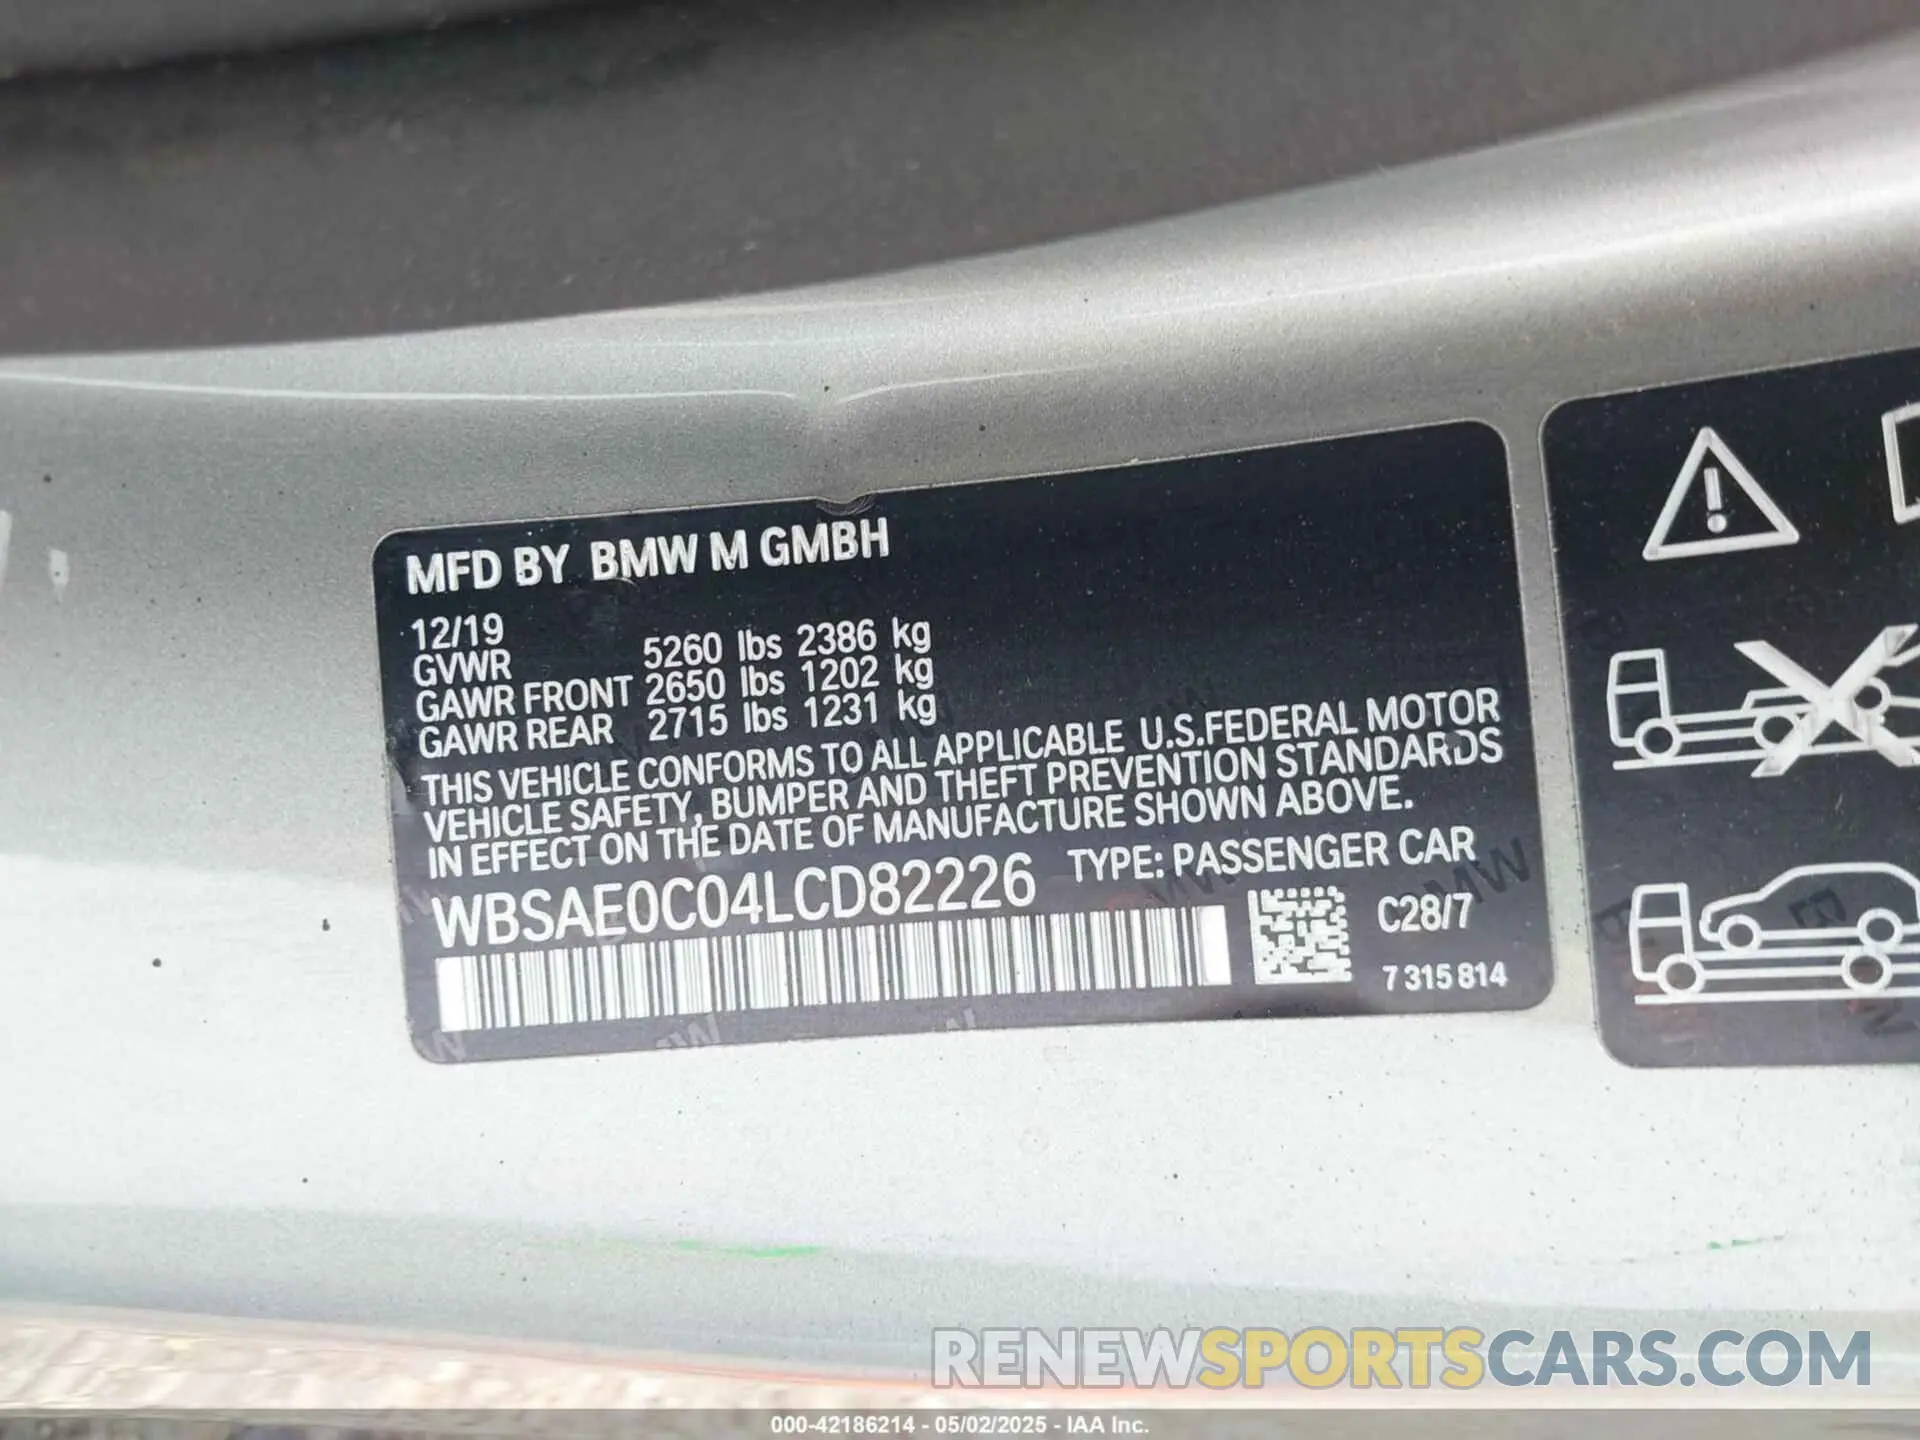 MFD BY BMW M GMBH
12/19
GVWR 5260 lbs 2386 kg
GAWR FRONT 2650 lbs 1202 kg
GAWR REAR 2715 lbs 1231 kg
THIS VEHICLE CONFORMS TO ALL APPLICABLE U.S.FEDERAL MOTOR
VEHICLE SAFETY, BUMPER AND THEFT PREVENTION STANDARDS
IN EFFECT ON THE DATE OF MANUFACTURE SHOWN ABOVE.
WBSAE0C04LCD82226 TYPE: PASSENGER CAR
C28/7
7 315 814
RENEWSPORTSCARS.COM
000-42186214 - 05/02/2025 - IAA Inc.